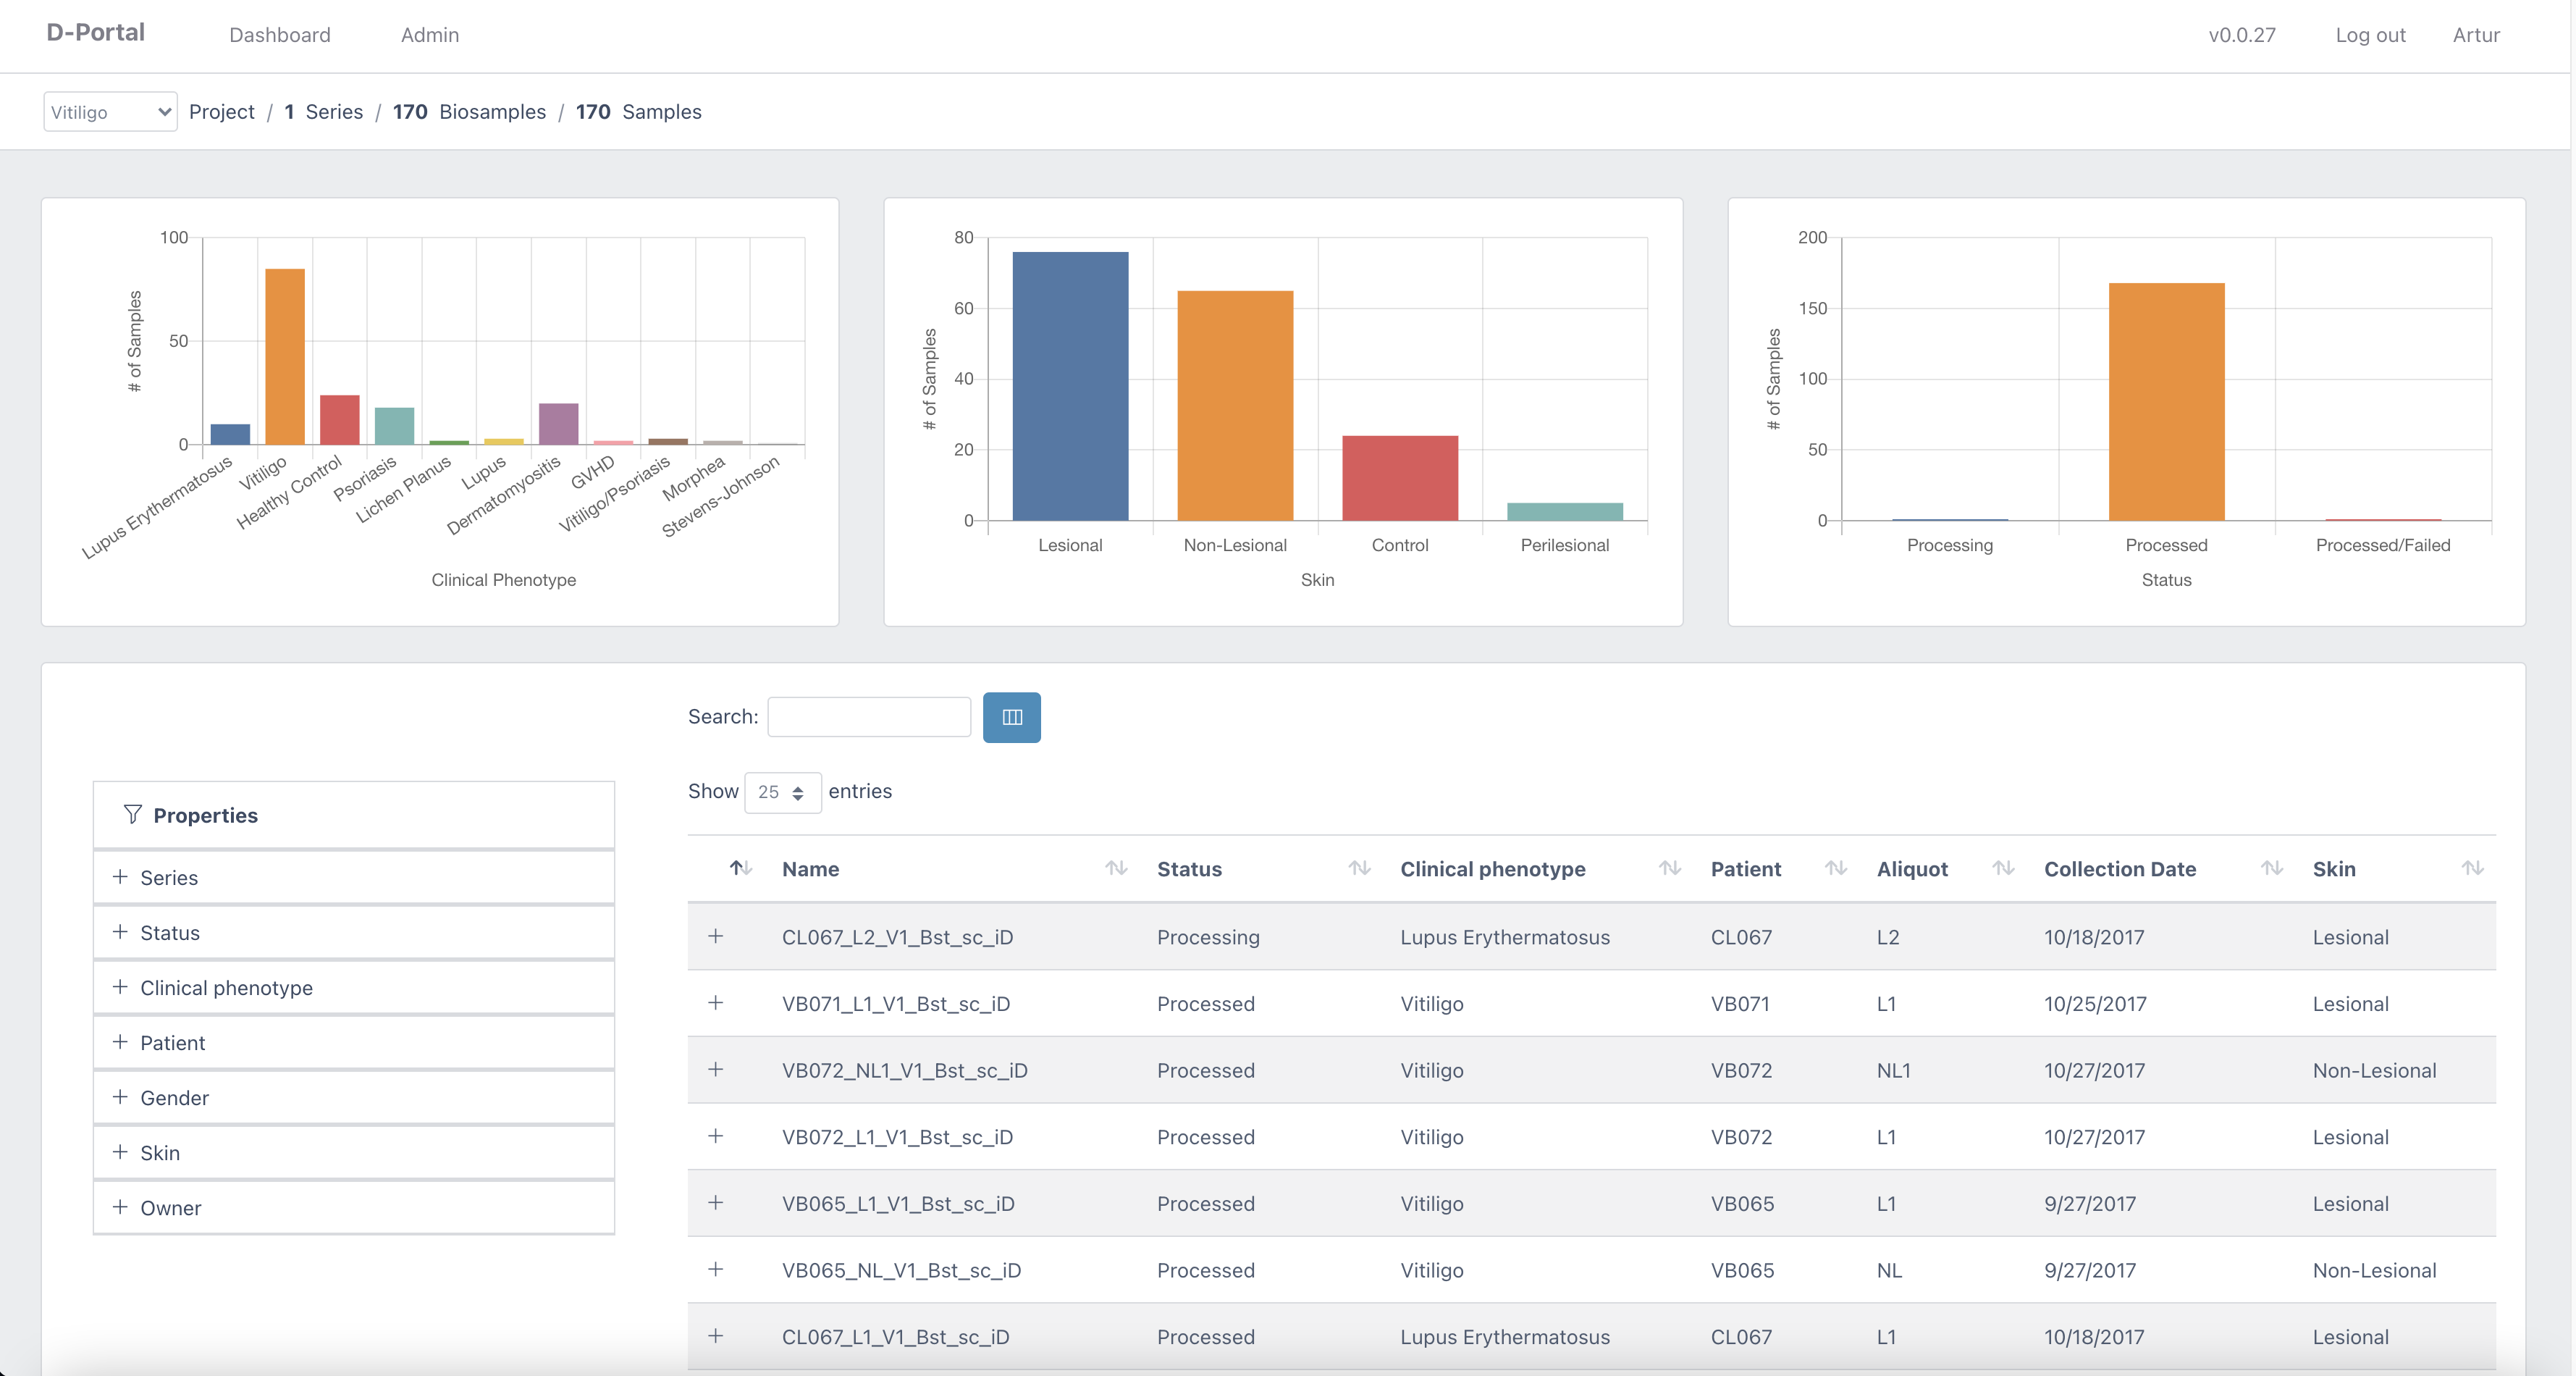 D-Portal Dashboard Admin v0.0.27 Log out Artur
Vitiligo Project / 1 Series / 170 Biosamples / 170 Samples
100
50
0
# of Samples
Lupus Erythermatosus
Vitiligo
Healthy Control
Psoriasis
Lichen Planus
Lupus
Dermatomyositis
GVHD
Vitiligo/Psoriasis
Morphea
Stevens-Johnson
Clinical Phenotype
80
60
40
20
0
# of Samples
Lesional Non-Lesional Control Perilesional
Skin
200
150
100
50
0
# of Samples
Processing Processed Processed/Failed
Status
Properties
+ Series
+ Status
+ Clinical phenotype
+ Patient
+ Gender
+ Skin
+ Owner
Search:
Show 25 entries
Name Status Clinical phenotype Patient Aliquot Collection Date Skin
+ CL067_L2_V1_Bst_sc_iD Processing Lupus Erythermatosus CL067 L2 10/18/2017 Lesional
+ VB071_L1_V1_Bst_sc_iD Processed Vitiligo VB071 L1 10/25/2017 Lesional
+ VB072_NL1_V1_Bst_sc_iD Processed Vitiligo VB072 NL1 10/27/2017 Non-Lesional
+ VB072_L1_V1_Bst_sc_iD Processed Vitiligo VB072 L1 10/27/2017 Lesional
+ VB065_L1_V1_Bst_sc_iD Processed Vitiligo VB065 L1 9/27/2017 Lesional
+ VB065_NL_V1_Bst_sc_iD Processed Vitiligo VB065 NL 9/27/2017 Non-Lesional
+ CL067_L1_V1_Bst_sc_iD Processed Lupus Erythermatosus CL067 L1 10/18/2017 Lesional